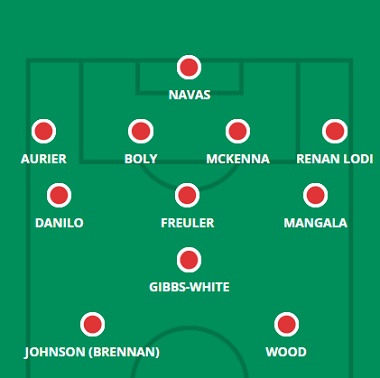 NAVAS
AURIER BOLY MCKENNA RENAN LODI
DANILO FREULER MANGALA
GIBBS-WHITE
JOHNSON (BRENNAN) WOOD